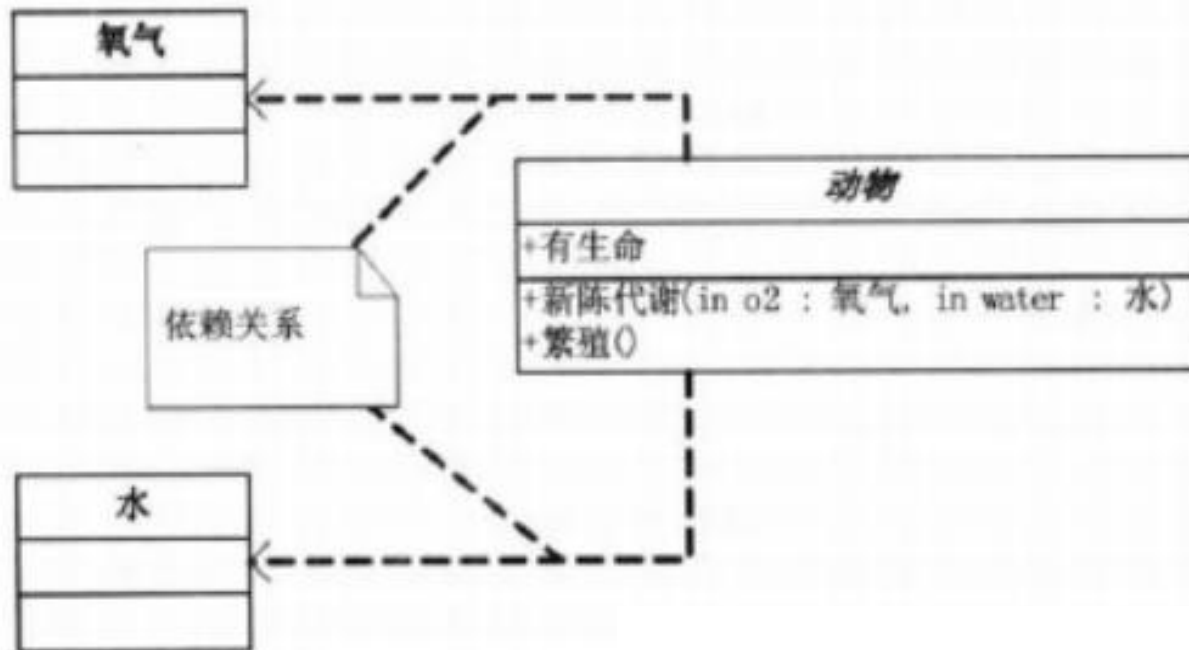 氧气
动物
+有生命
+新陈代谢(in o2 : 氧气, in water : 水)
+繁殖()
依赖关系
水